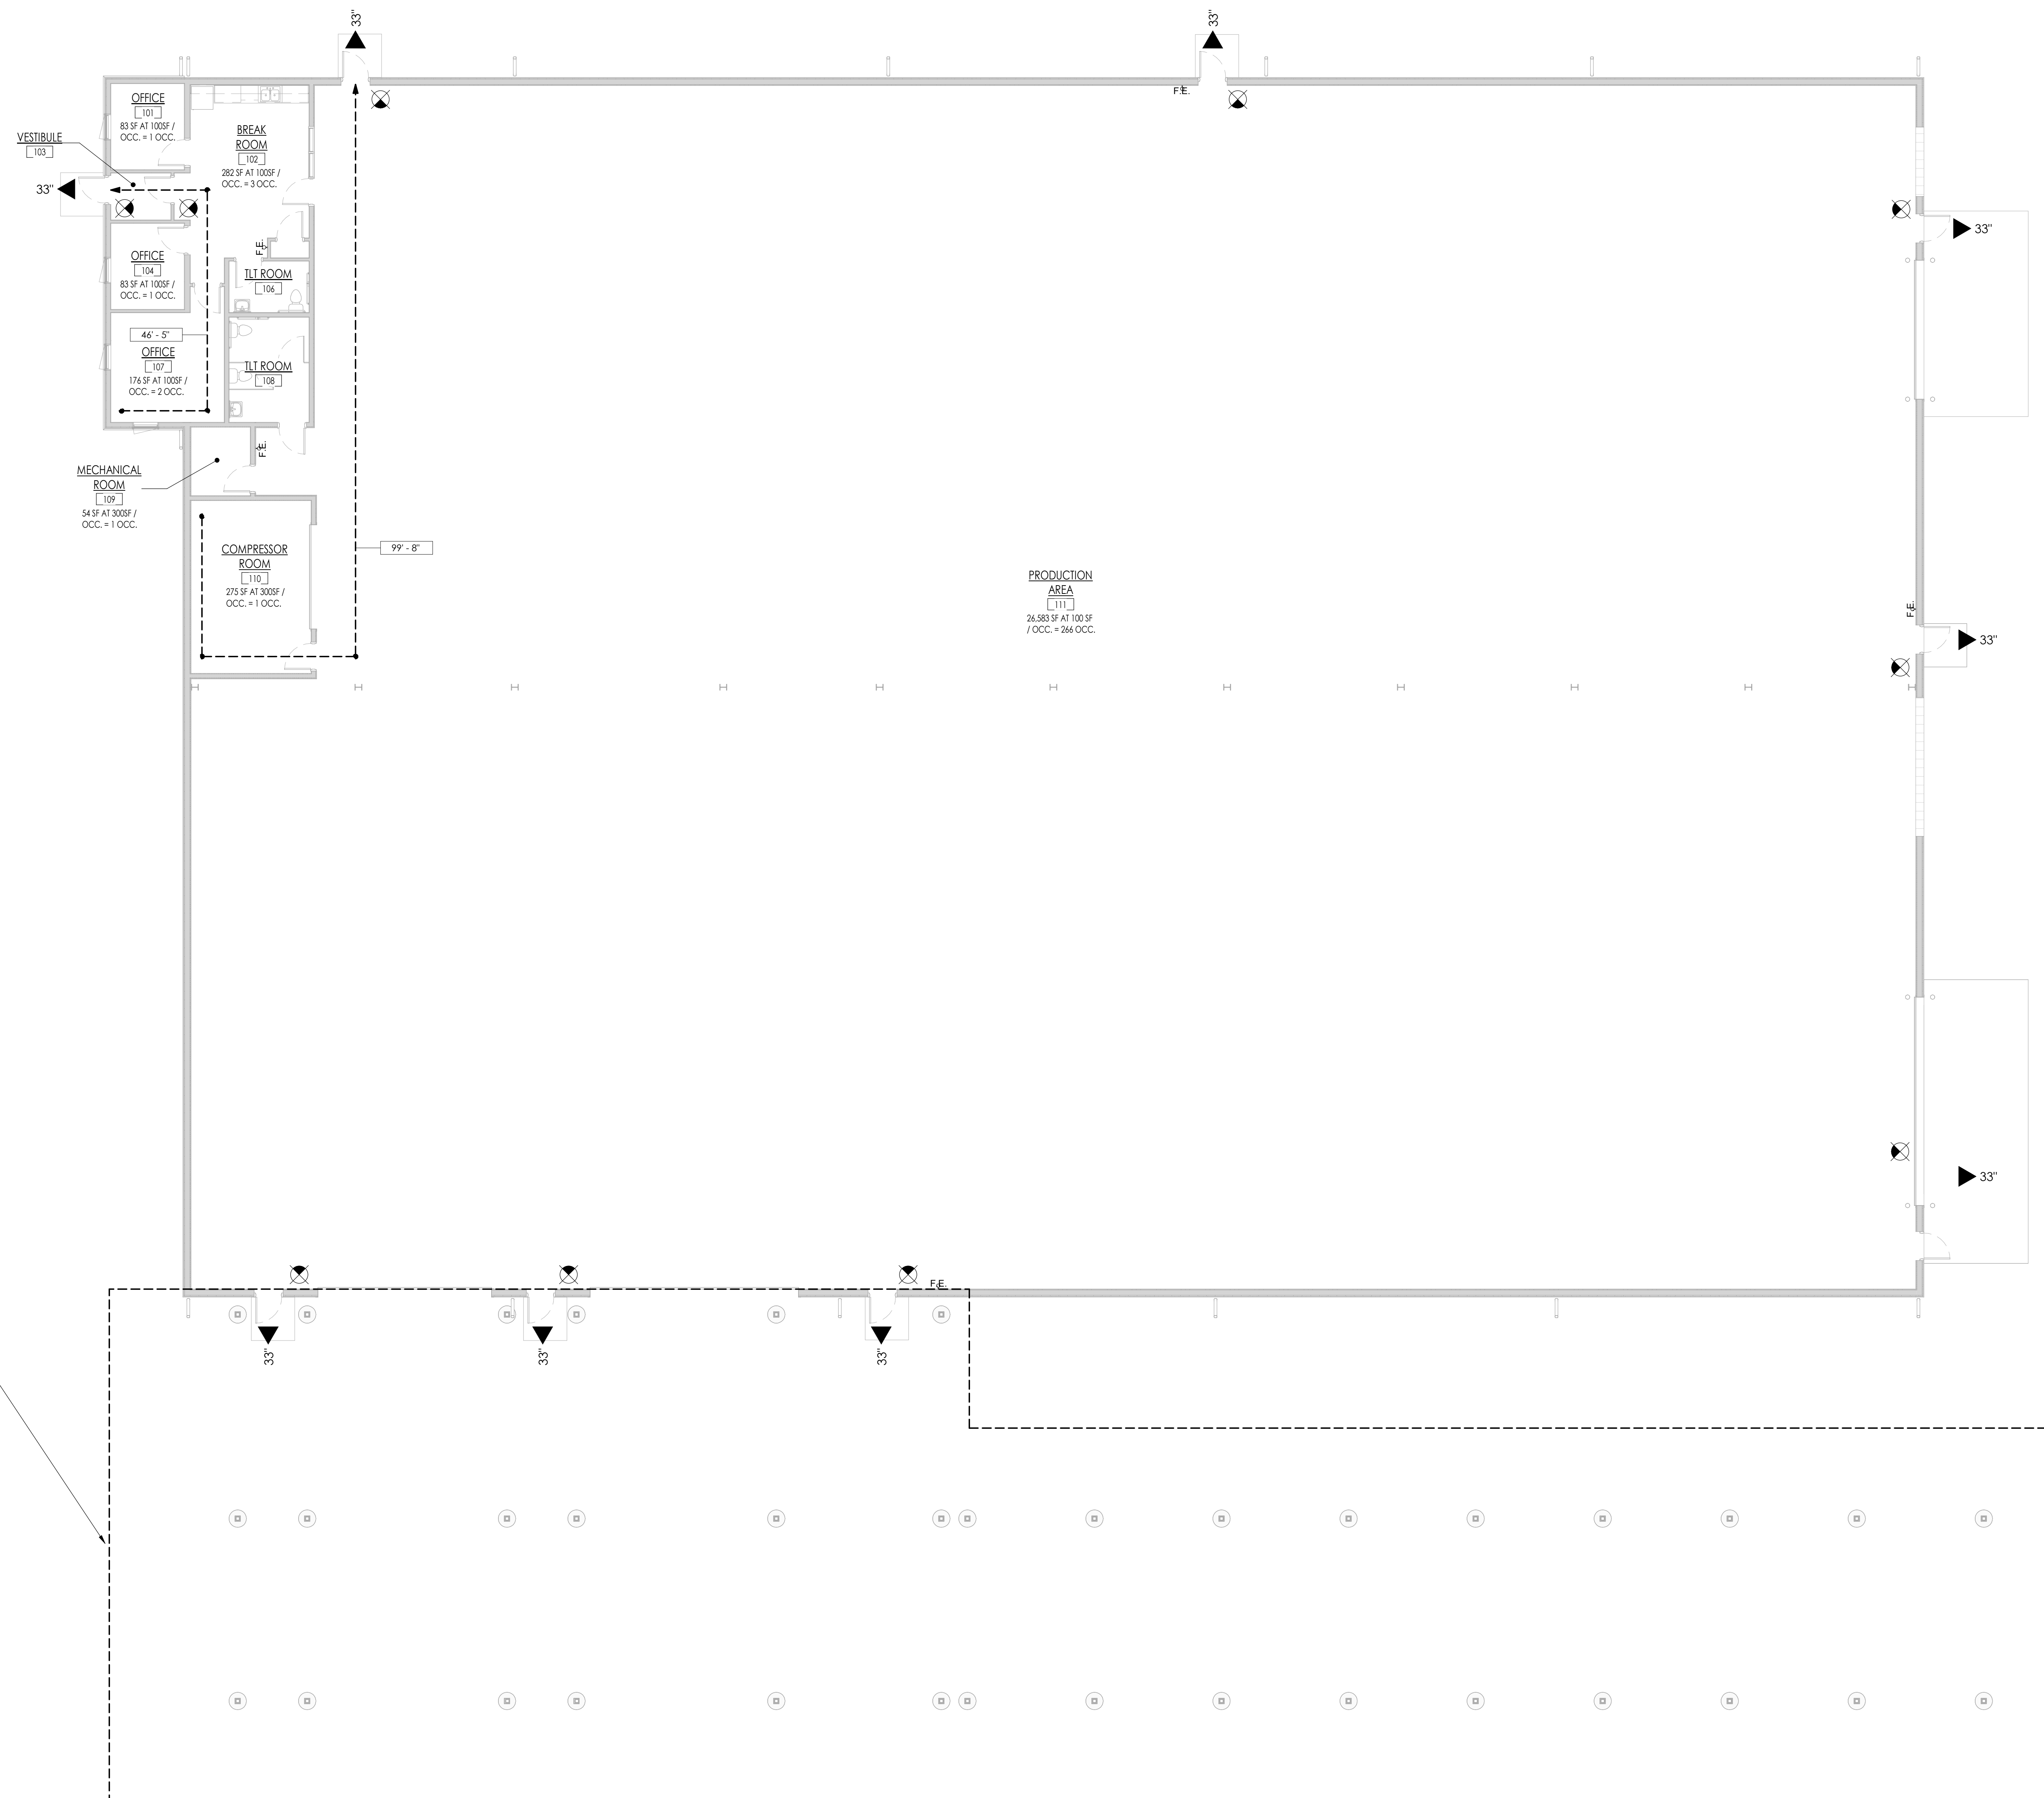 33"
33"
F.E.
OFFICE
101
83 SF AT 100SF /
OCC. = 1 OCC.
BREAK
ROOM
102
282 SF AT 100SF /
OCC. = 3 OCC.
VESTIBULE
103
33"
33"
F.E.
OFFICE
104
83 SF AT 100SF /
OCC. = 1 OCC.
TLT ROOM
106
46' - 5"
OFFICE
107
176 SF AT 100SF /
OCC. = 2 OCC.
TLT ROOM
108
F.E.
MECHANICAL
ROOM
109
54 SF AT 300SF /
OCC. = 1 OCC.
COMPRESSOR
ROOM
110
275 SF AT 300SF /
OCC. = 1 OCC.
99' - 8"
PRODUCTION
AREA
111
26,583 SF AT 100 SF
/ OCC. = 266 OCC.
F.E.
33"
33"
F.E.
33"
33"
33"